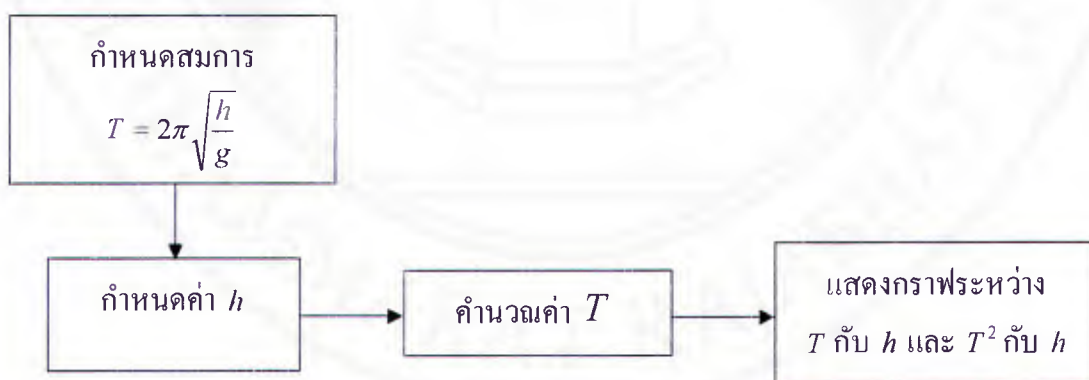 กำหนดสมการ
T = 2π√(h/g)
กำหนดค่า h
คำนวณค่า T
แสดงกราฟระหว่าง
T กับ h และ T² กับ h